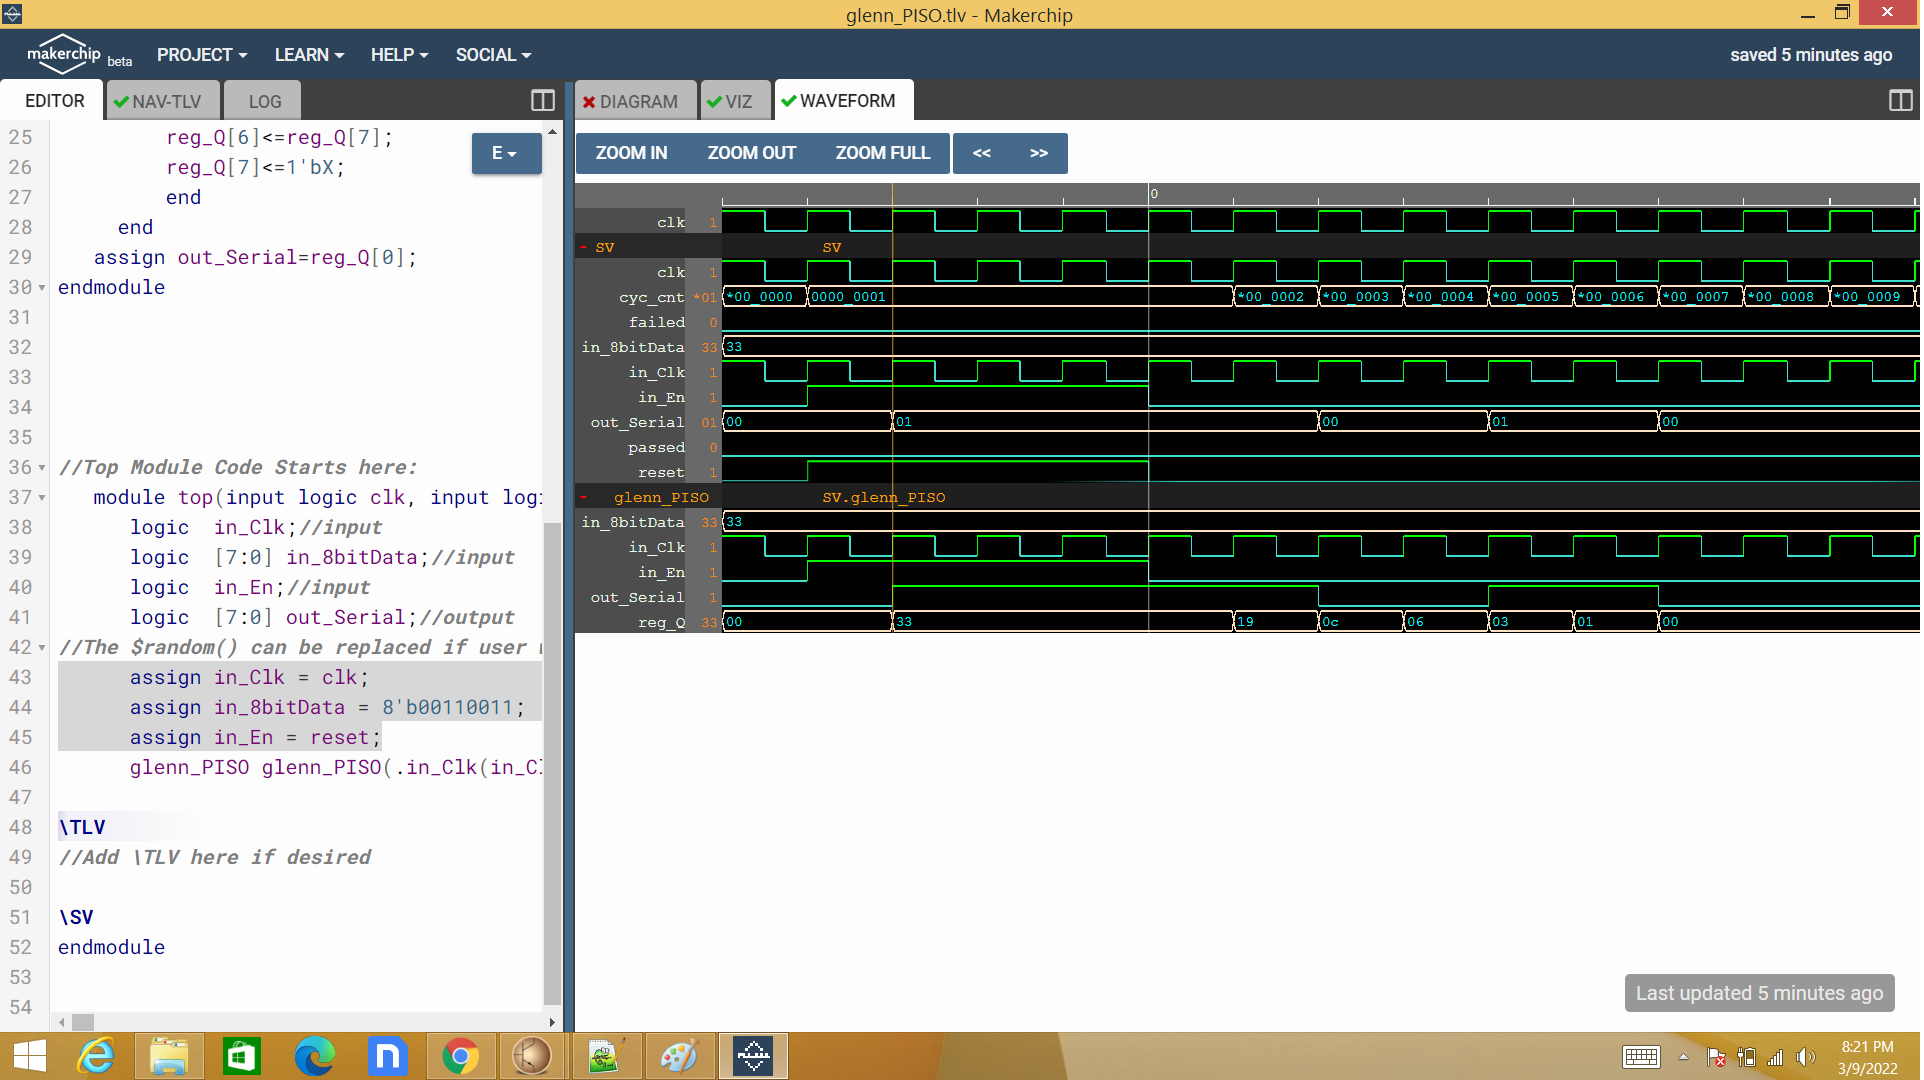 glenn_PISO.tlv - Makerchip
makerchip beta PROJECT LEARN HELP SOCIAL saved 5 minutes ago
EDITOR NAV-TLV LOG DIAGRAM VIZ WAVEFORM
E
25 reg_Q[6]<=reg_Q[7];
26 reg_Q[7]<=1'bX;
27 end
28 end
29 assign out_Serial=reg_Q[0];
30 endmodule
31
32
33
34
35
36 //Top Module Code Starts here:
37 module top(input logic clk, input logi
38 logic in_Clk;//input
39 logic [7:0] in_8bitData;//input
40 logic in_En;//input
41 logic [7:0] out_Serial;//output
42 //The $random() can be replaced if user
43 assign in_Clk = clk;
44 assign in_8bitData = 8'b00110011;
45 assign in_En = reset;
46 glenn_PISO glenn_PISO(.in_Clk(in_Cl
47
48 \TLV
49 //Add \TLV here if desired
50
51 \SV
52 endmodule
53
54
ZOOM IN ZOOM OUT ZOOM FULL << >>
0
clk 1
- SV SV
clk 1
cyc_cnt *01 *00_0000 0000_0001 *00_0002 *00_0003 *00_0004 *00_0005 *00_0006 *00_0007 *00_0008 *00_0009
failed 0
in_8bitData 33 33
in_Clk 1
in_En 1
out_Serial 01 00 01 00 01 00
passed 0
reset 1
- glenn_PISO SV.glenn_PISO
in_8bitData 33 33
in_Clk 1
in_En 1
out_Serial 1
reg_Q 33 00 33 19 0c 06 03 01 00
Last updated 5 minutes ago
8:21 PM
3/9/2022